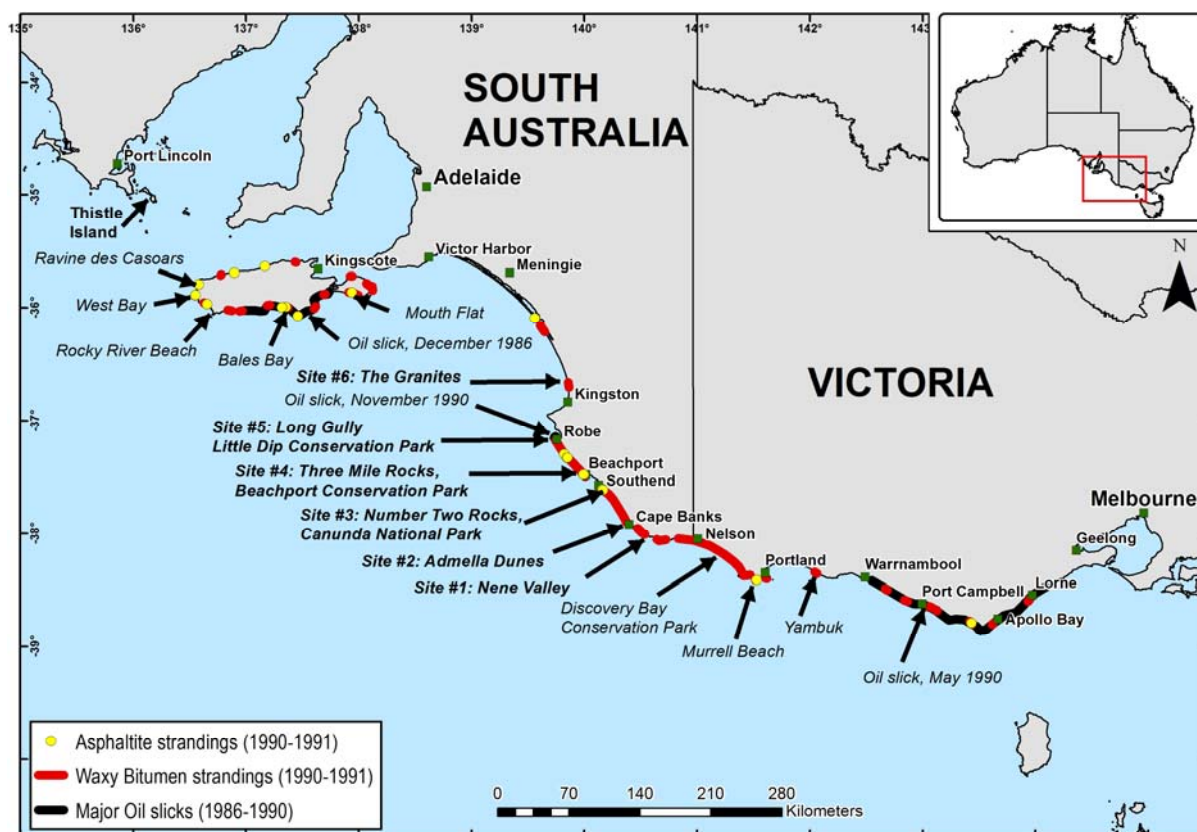 135°
136°
137°
138°
139°
140°
141°
142°
143
-34°
-35°
-36°
-37°
-38°
-39°
SOUTH
AUSTRALIA
VICTORIA
N
Port Lincoln
Adelaide
Thistle
Island
Victor Harbor
Ravine des Casoars
Kingscote
Meningie
West Bay
Mouth Flat
Rocky River Beach
Bales Bay
Oil slick, December 1986
Site #6: The Granites
Oil slick, November 1990
Kingston
Site #5: Long Gully
Little Dip Conservation Park
Robe
Site #4: Three Mile Rocks,
Beachport Conservation Park
Beachport
Southend
Site #3: Number Two Rocks,
Canunda National Park
Cape Banks
Nelson
Site #2: Admella Dunes
Site #1: Nene Valley
Portland
Discovery Bay
Conservation Park
Murrell Beach
Yambuk
Warrnambool
Port Campbell
Oil slick, May 1990
Melbourne
Geelong
Lorne
Apollo Bay
Asphaltite strandings (1990-1991)
Waxy Bitumen strandings (1990-1991)
Major Oil slicks (1986-1990)
0 70 140 210 280
Kilometers